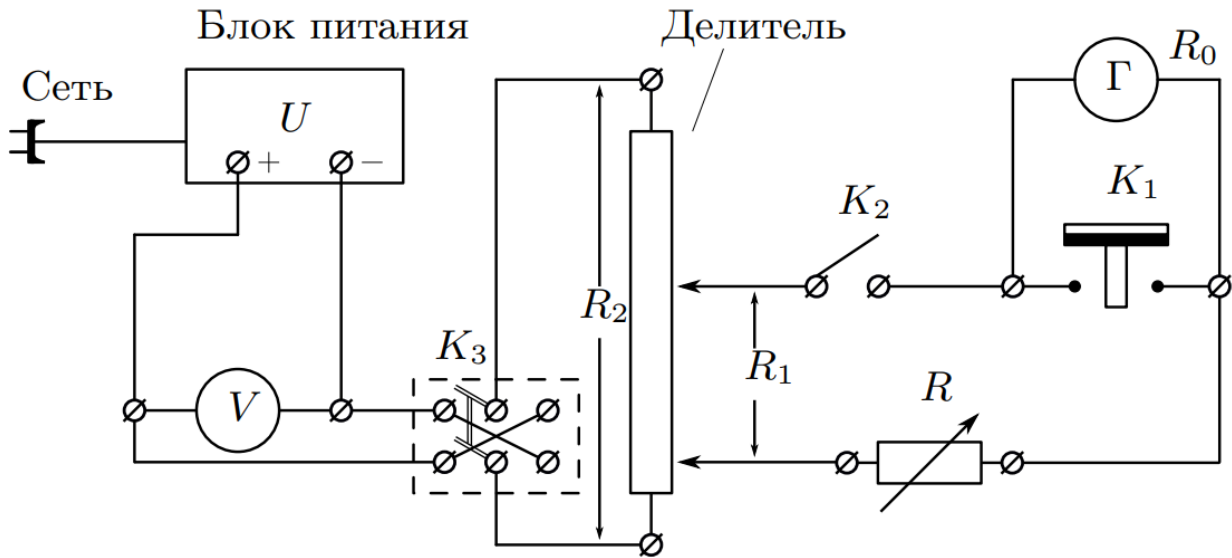 Блок питания
Делитель
Сеть
U
+
−
Г
R₀
K₁
K₂
R₂
R₁
K₃
V
R